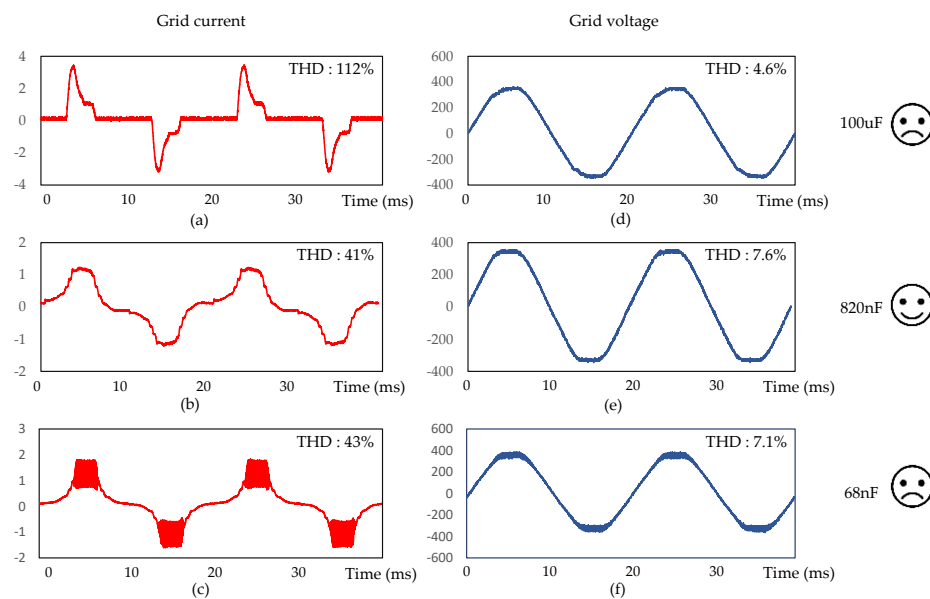 Grid current
Grid voltage
4
2
0
-2
-4
THD : 112%
0
10
20
30
Time (ms)
(a)
600
400
200
0
-200
-400
THD : 4.6%
0
10
20
30
Time (ms)
(d)
100uF
2
1
0
-1
-2
THD : 41%
0
10
20
30
Time (ms)
(b)
400
200
0
-200
-400
THD : 7.6%
0
10
20
30
Time (ms)
(e)
820nF
3
2
1
0
-1
-2
THD : 43%
0
10
20
30
Time (ms)
(c)
600
400
200
0
-200
-400
-600
THD : 7.1%
0
10
20
30
Time (ms)
(f)
68nF